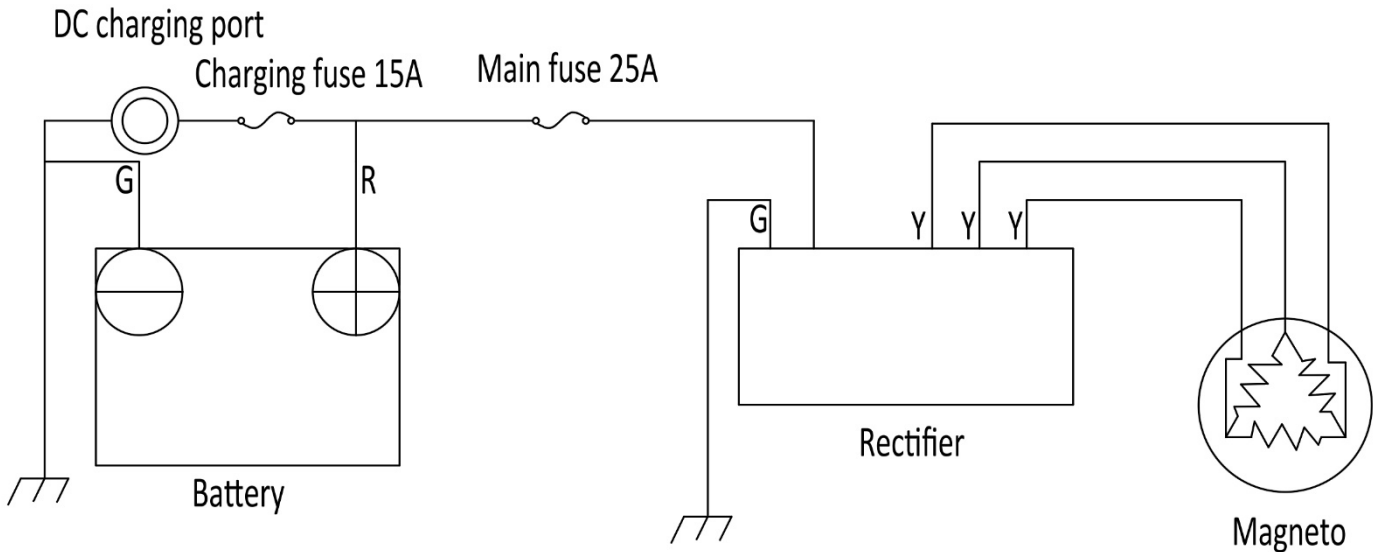 DC charging port
Charging fuse 15A
Main fuse 25A
G
R
G
Y
Y
Y
Battery
Rectifier
Magneto